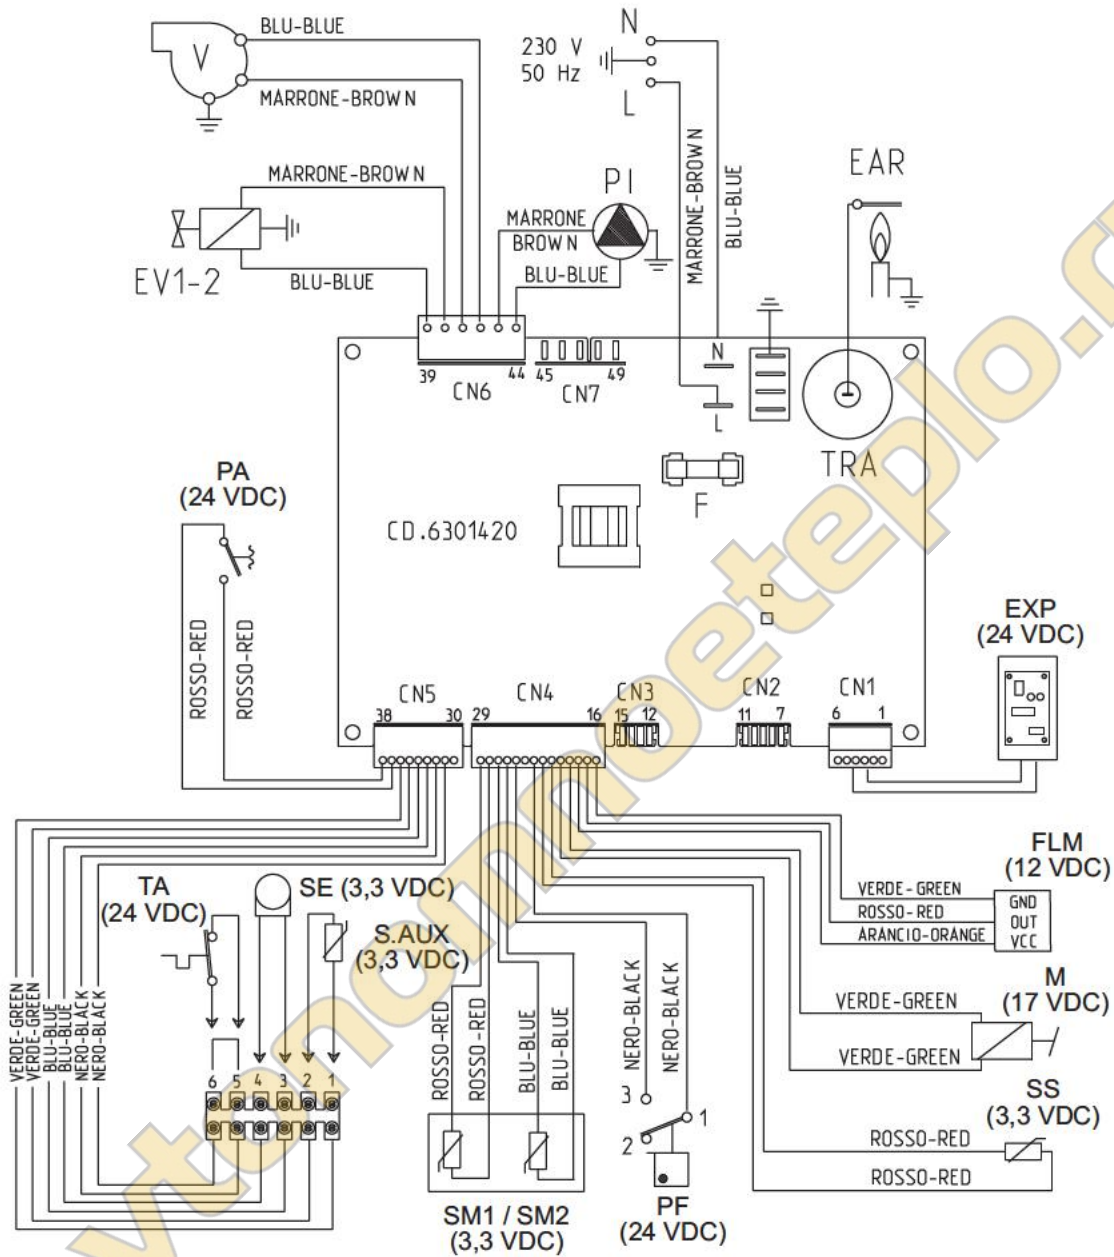 BLU-BLUE
V
MARRONE-BROWN
MARRONE-BROWN
BLU-BLUE
EV1-2
230 V
50 Hz
N
L
MARRONE-BROWN
BLU-BLUE
PI
MARRONE
BROWN
BLU-BLUE
EAR
39
44
CN6
45
49
CN7
N
L
TRA
F
CD.6301420
PA
(24 VDC)
ROSSO-RED
ROSSO-RED
EXP
(24 VDC)
CN5
38
30
CN4
29
16
CN3
15
12
CN2
11
7
CN1
6
1
FLM
(12 VDC)
VERDE-GREEN
ROSSO-RED
ARANCIO-ORANGE
GND
OUT
VCC
M
(17 VDC)
VERDE-GREEN
VERDE-GREEN
SS
(3,3 VDC)
ROSSO-RED
ROSSO-RED
TA
(24 VDC)
SE (3,3 VDC)
S.AUX
(3,3 VDC)
VERDE-GREEN
VERDE-GREEN
BLU-BLUE
BLU-BLUE
NERO-BLACK
NERO-BLACK
6
5
4
3
2
1
ROSSO-RED
ROSSO-RED
BLU-BLUE
BLU-BLUE
NERO-BLACK
NERO-BLACK
3
1
2
SM1 / SM2
(3,3 VDC)
PF
(24 VDC)
vtomnoeteplo.r